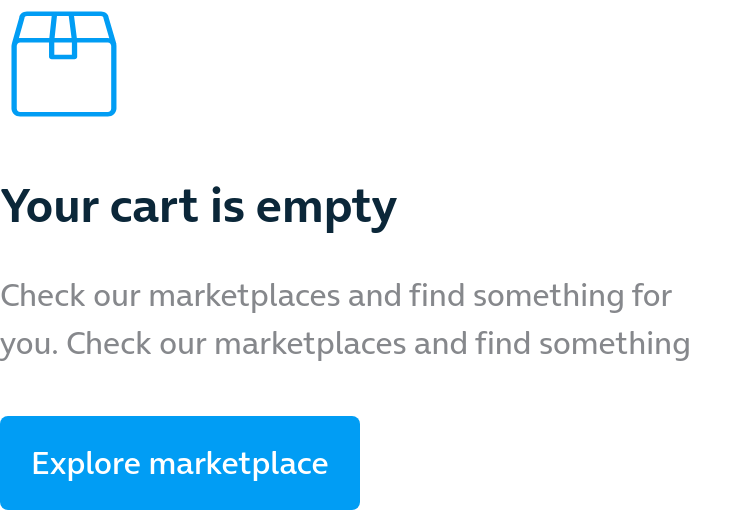 Your cart is empty
Check our marketplaces and find something for
you. Check our marketplaces and find something
Explore marketplace